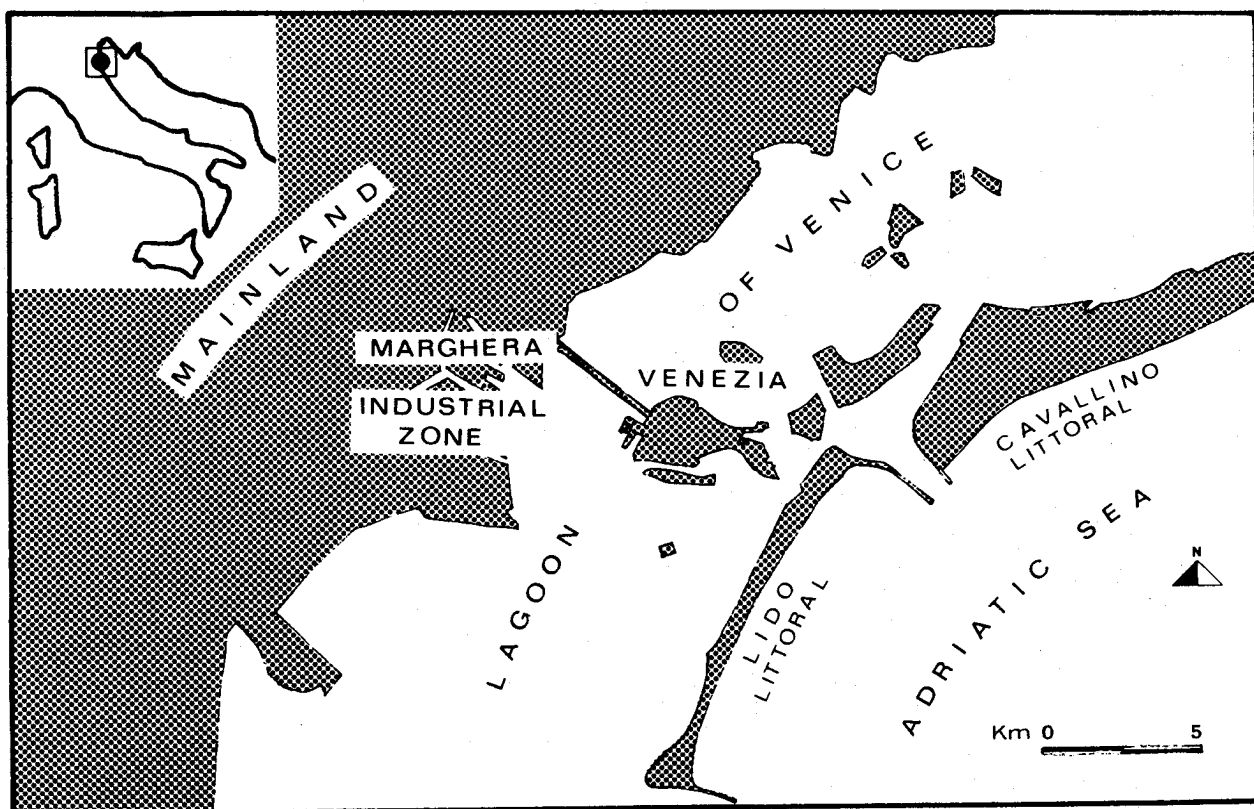 MAINLAND
OF VENICE
MARGHERA
INDUSTRIAL
ZONE
VENEZIA
CAVALLINO
LITTORAL
LAGOON
LIDO
LITTORAL
ADRIATIC SEA
N
Km 0 5